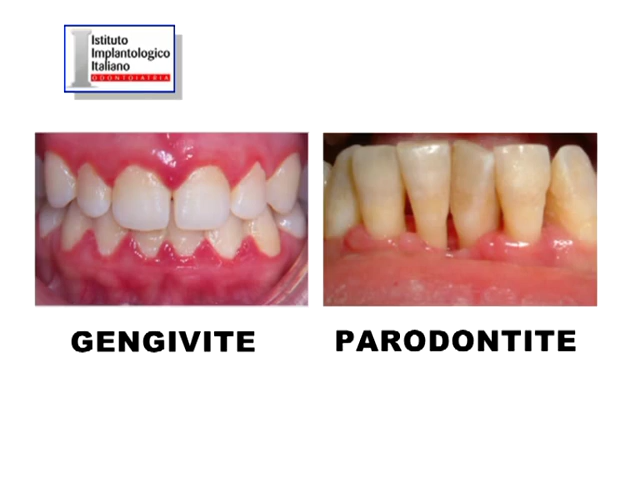 Istituto
Implantologico
Italiano
ODONTOIATRIA
GENGIVITE
PARODONTITE